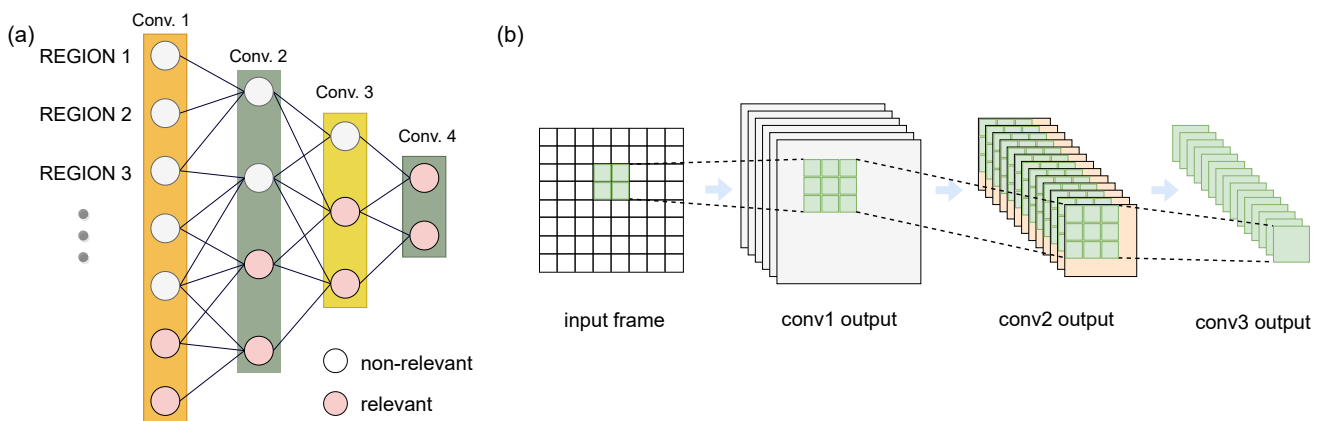 (a)
Conv. 1
Conv. 2
Conv. 3
Conv. 4
REGION 1
REGION 2
REGION 3
non-relevant
relevant
(b)
input frame
conv1 output
conv2 output
conv3 output